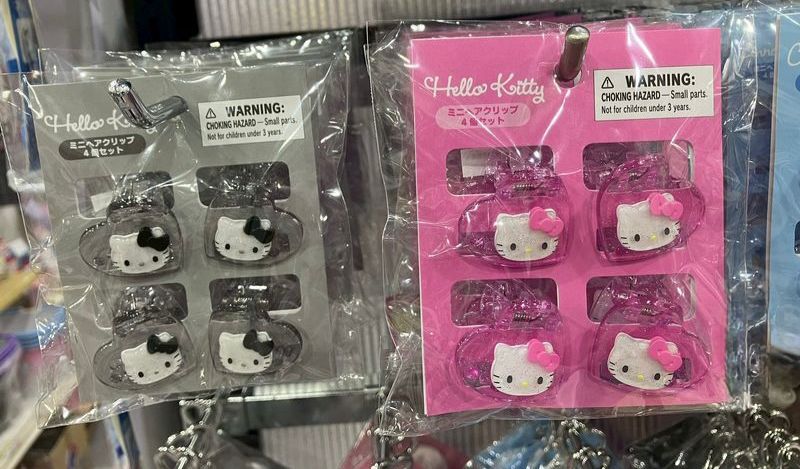 Hello Kitty
ミニヘアクリップ
4個セット
WARNING:
CHOKING HAZARD — Small parts.
Not for children under 3 years.
Hello Kitty
ミニヘアクリップ
4個セット
WARNING:
CHOKING HAZARD — Small parts.
Not for children under 3 years.